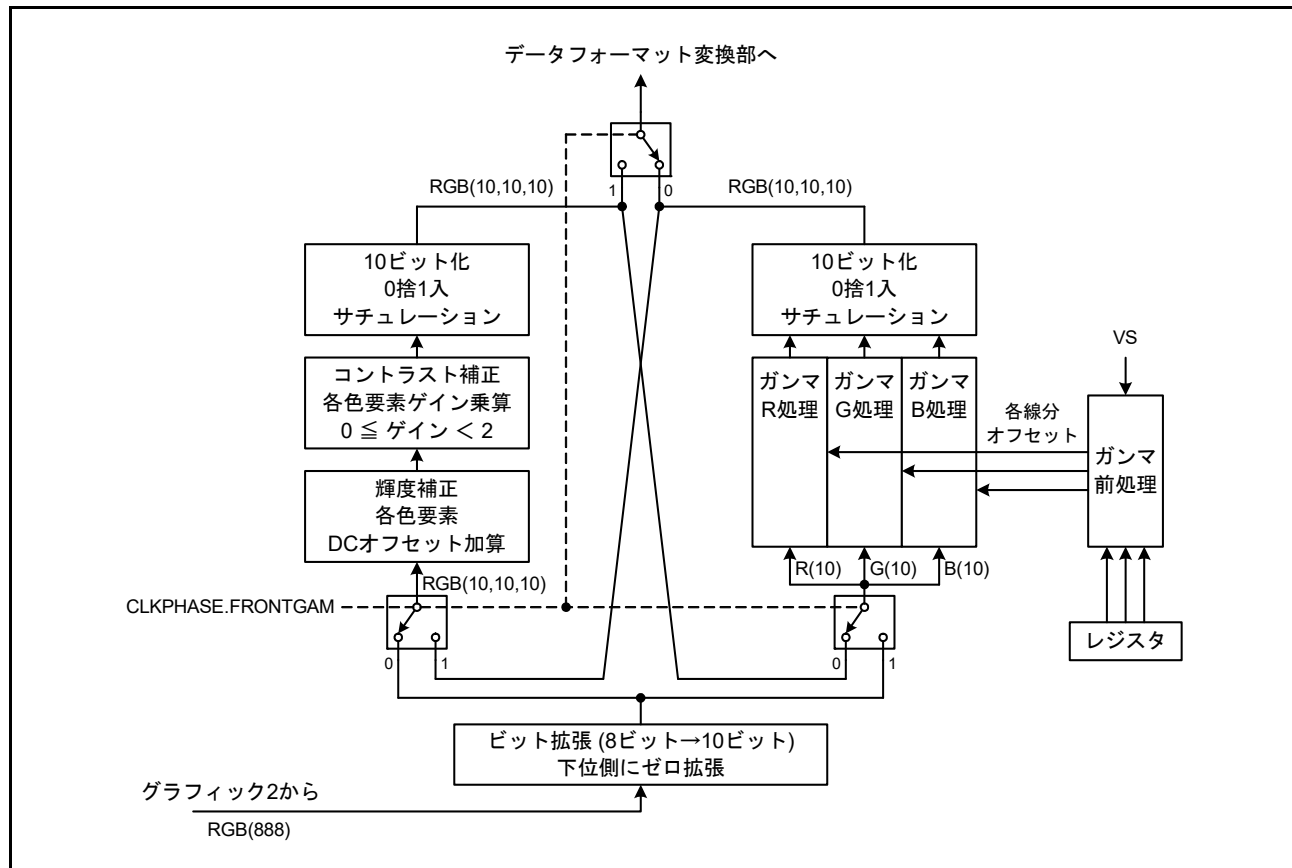 データフォーマット変換部へ
1
0
RGB(10,10,10)
RGB(10,10,10)
10ビット化
0捨1入
サチュレーション
10ビット化
0捨1入
サチュレーション
コントラスト補正
各色要素ゲイン乗算
0 ≦ ゲイン < 2
ガンマ
R処理
ガンマ
G処理
ガンマ
B処理
VS
各線分
オフセット
ガンマ
前処理
輝度補正
各色要素
DCオフセット加算
RGB(10,10,10)
R(10)
G(10)
B(10)
CLKPHASE.FRONTGAM
0
1
0
1
レジスタ
ビット拡張 (8ビット→10ビット)
下位側にゼロ拡張
グラフィック2から
RGB(888)